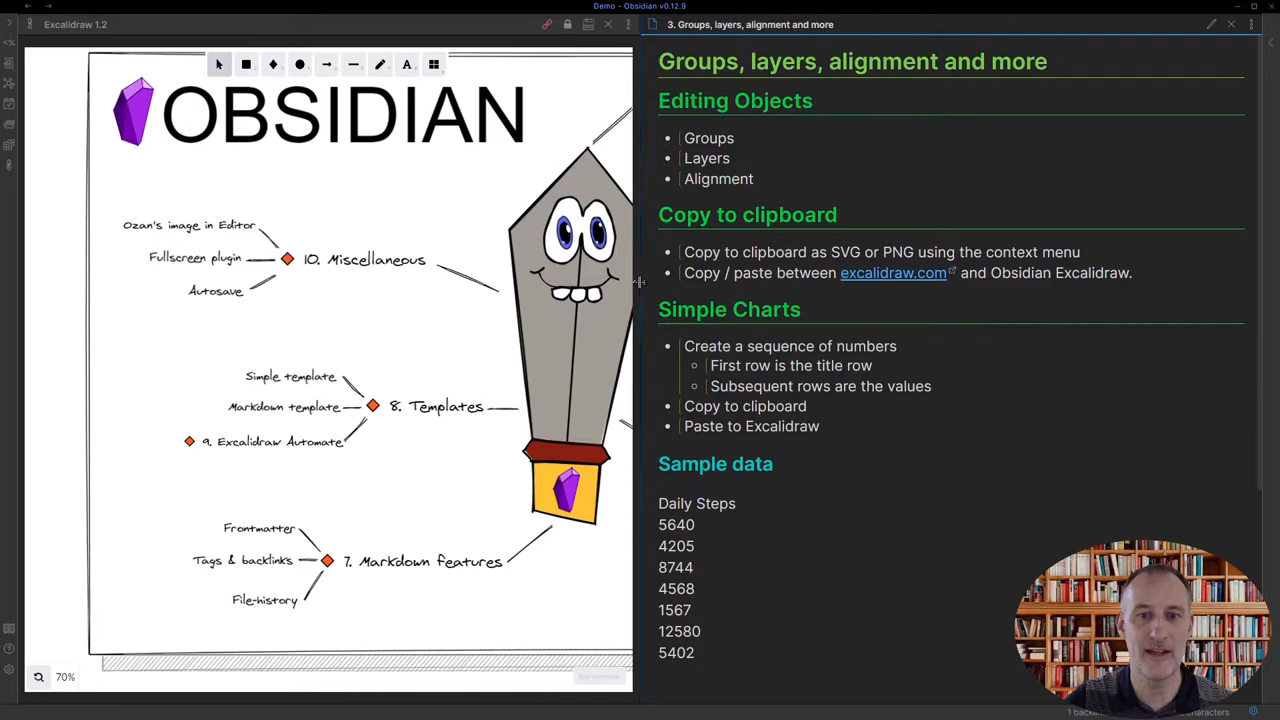 Demo - Obsidian v0.12.9
Excalidraw 1.2
OBSIDIAN
Ozan's image in Editor
Fullscreen plugin
Autosave
10. Miscellaneous
Simple template
Markdown template
9. Excalidraw Automate
8. Templates
Frontmatter
Tags & backlinks
File-history
7. Markdown features
70%
3. Groups, layers, alignment and more
Groups, layers, alignment and more
Editing Objects
Groups
Layers
Alignment
Copy to clipboard
Copy to clipboard as SVG or PNG using the context menu
Copy / paste between excalidraw.com and Obsidian Excalidraw.
Simple Charts
Create a sequence of numbers
First row is the title row
Subsequent rows are the values
Copy to clipboard
Paste to Excalidraw
Sample data
Daily Steps
5640
4205
8744
4568
1567
12580
5402
1 backlink
characters